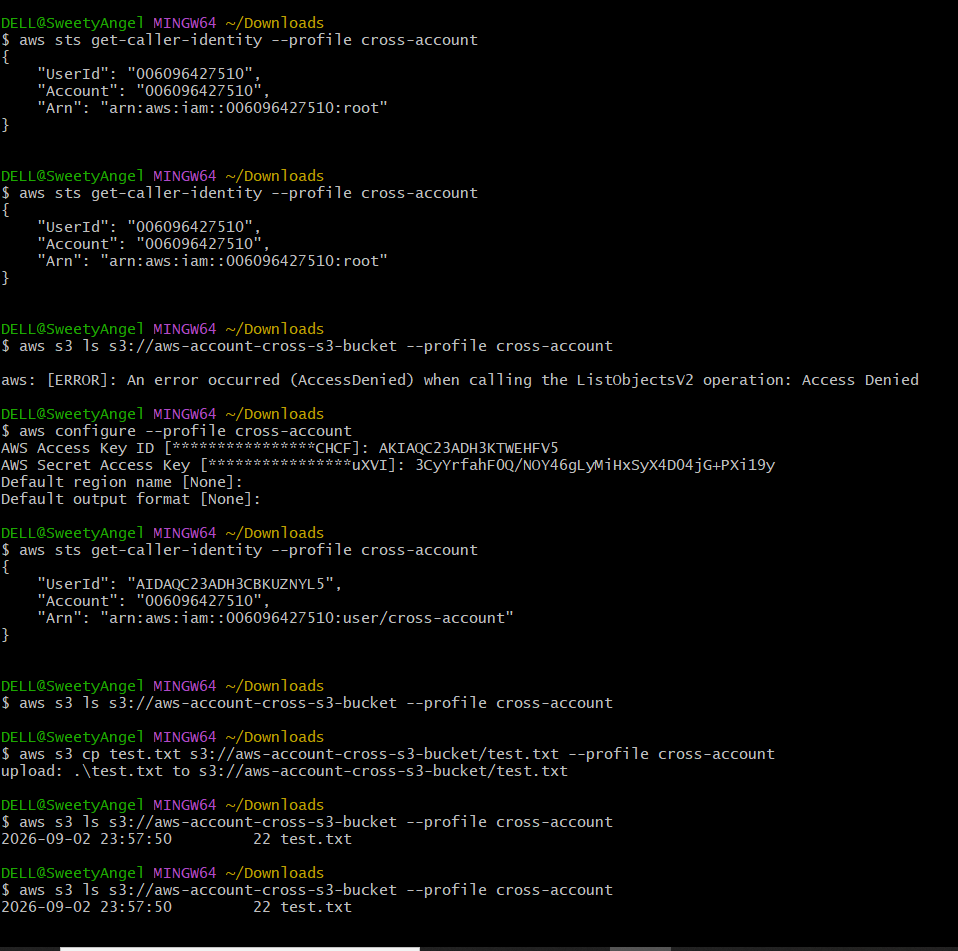 DELL@SweetyAngel MINGW64 ~/Downloads
$ aws sts get-caller-identity --profile cross-account
{
    "UserId": "006096427510",
    "Account": "006096427510",
    "Arn": "arn:aws:iam::006096427510:root"
}
DELL@SweetyAngel MINGW64 ~/Downloads
$ aws sts get-caller-identity --profile cross-account
{
    "UserId": "006096427510",
    "Account": "006096427510",
    "Arn": "arn:aws:iam::006096427510:root"
}
DELL@SweetyAngel MINGW64 ~/Downloads
$ aws s3 ls s3://aws-account-cross-s3-bucket --profile cross-account
aws: [ERROR]: An error occurred (AccessDenied) when calling the ListObjectsV2 operation: Access Denied
DELL@SweetyAngel MINGW64 ~/Downloads
$ aws configure --profile cross-account
AWS Access Key ID [****************CHCF]: AKIAQC23ADH3KTWEHFV5
AWS Secret Access Key [****************uXVI]:
Default region name [None]:
Default output format [None]:
DELL@SweetyAngel MINGW64 ~/Downloads
$ aws sts get-caller-identity --profile cross-account
{
    "UserId": "AIDAQC23ADH3CBKUZNYL5",
    "Account": "006096427510",
    "Arn": "arn:aws:iam::006096427510:user/cross-account"
}
DELL@SweetyAngel MINGW64 ~/Downloads
$ aws s3 ls s3://aws-account-cross-s3-bucket --profile cross-account
DELL@SweetyAngel MINGW64 ~/Downloads
$ aws s3 cp test.txt s3://aws-account-cross-s3-bucket/test.txt --profile cross-account
upload: .\test.txt to s3://aws-account-cross-s3-bucket/test.txt
DELL@SweetyAngel MINGW64 ~/Downloads
$ aws s3 ls s3://aws-account-cross-s3-bucket --profile cross-account
2026-09-02 23:57:50         22 test.txt
DELL@SweetyAngel MINGW64 ~/Downloads
$ aws s3 ls s3://aws-account-cross-s3-bucket --profile cross-account
2026-09-02 23:57:50         22 test.txt